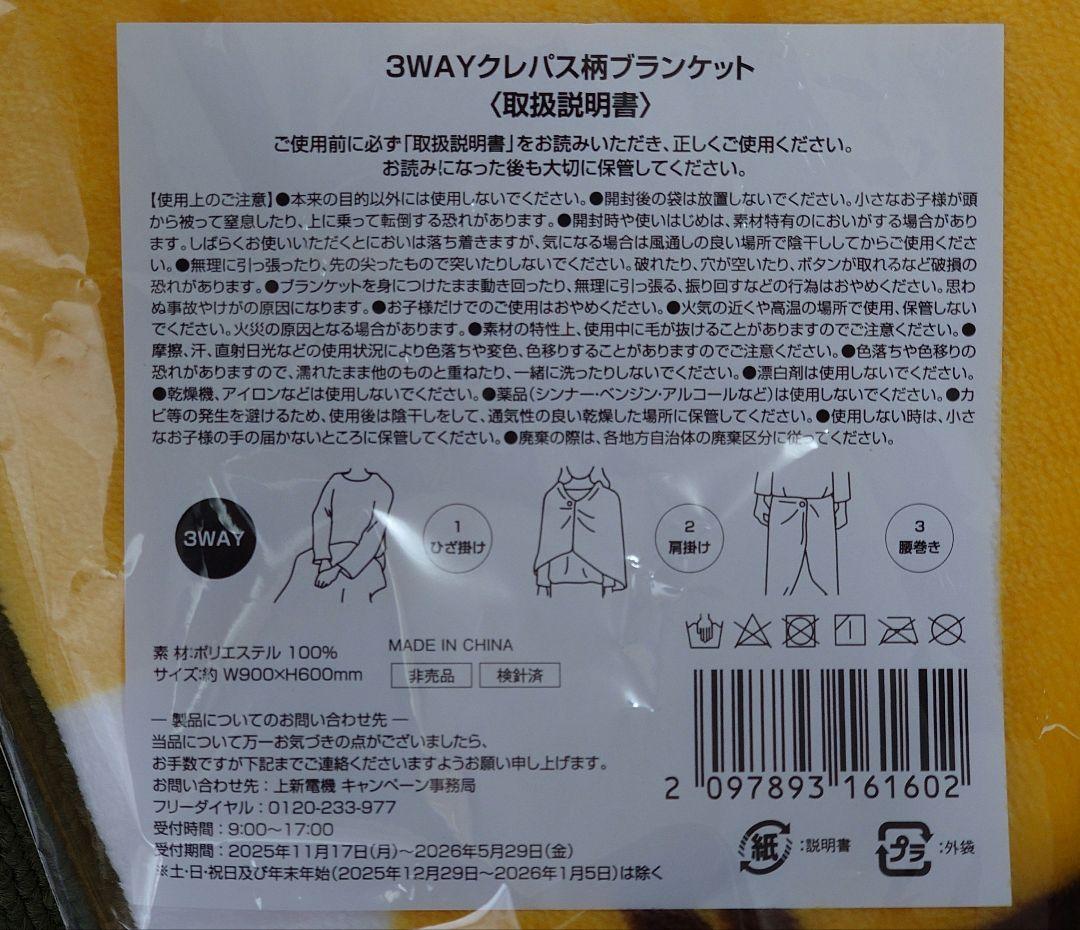 3WAYクレパス柄ブランケット
〈取扱説明書〉
ご使用前に必ず「取扱説明書」をお読みいただき、正しくご使用ください。
お読みになった後も大切に保管してください。
【使用上のご注意】●本来の目的以外には使用しないでください。●開封後の袋は放置しないでください。小さなお子様が頭
から被って窒息したり、上に乗って転倒する恐れがあります。●開封時や使いはじめは、素材特有のにおいがする場合があり
ます。しばらくお使いいただくとにおいは落ち着きますが、気になる場合は風通しの良い場所で陰干ししてからご使用くださ
い。●無理に引っ張ったり、先の尖ったもので突いたりしないでください。破れたり、穴が空いたり、ボタンが取れるなど破損の
恐れがあります。●ブランケットを身につけたまま動き回ったり、無理に引っ張る、振り回すなどの行為はおやめください。思わ
ぬ事故やけがの原因になります。●お子様だけでのご使用はおやめください。●火気の近くや高温の場所で使用、保管しない
でください。火災の原因となる場合があります。●素材の特性上、使用中に毛が抜けることがありますのでご注意ください。●
摩擦、汗、直射日光などの使用状況により色落ちや変色、色移りすることがありますのでご注意ください。●色落ちや色移りの
恐れがありますので、濡れたまま他のものと重ねたり、一緒に洗ったりしないでください。●漂白剤は使用しないでください。
●乾燥機、アイロンなどは使用しないでください。●薬品（シンナー・ベンジン・アルコールなど）は使用しないでください。●カ
ビ等の発生を避けるため、使用後は陰干しをして、通気性の良い乾燥した場所に保管してください。●使用しない時は、小さ
なお子様の手の届かないところに保管してください。●廃棄の際は、各地方自治体の廃棄区分に従ってください。
3WAY
1
ひざ掛け
2
肩掛け
3
腰巻き
素 材:ポリエステル 100%
サイズ:約 W900×H600mm
MADE IN CHINA
非売品
検針済
― 製品についてのお問い合わせ先 ―
当品について万一お気づきの点がございましたら、
お手数ですが下記までご連絡くださいますようお願い申し上げます。
お問い合わせ先：上新電機 キャンペーン事務局
フリーダイヤル：0120-233-977
受付時間：9:00～17:00
受付期間：2025年11月17日(月)～2026年5月29日(金)
※土・日・祝日及び年末年始(2025年12月29日～2026年1月5日)は除く
2 097893 161602
紙 :説明書
プラ :外袋